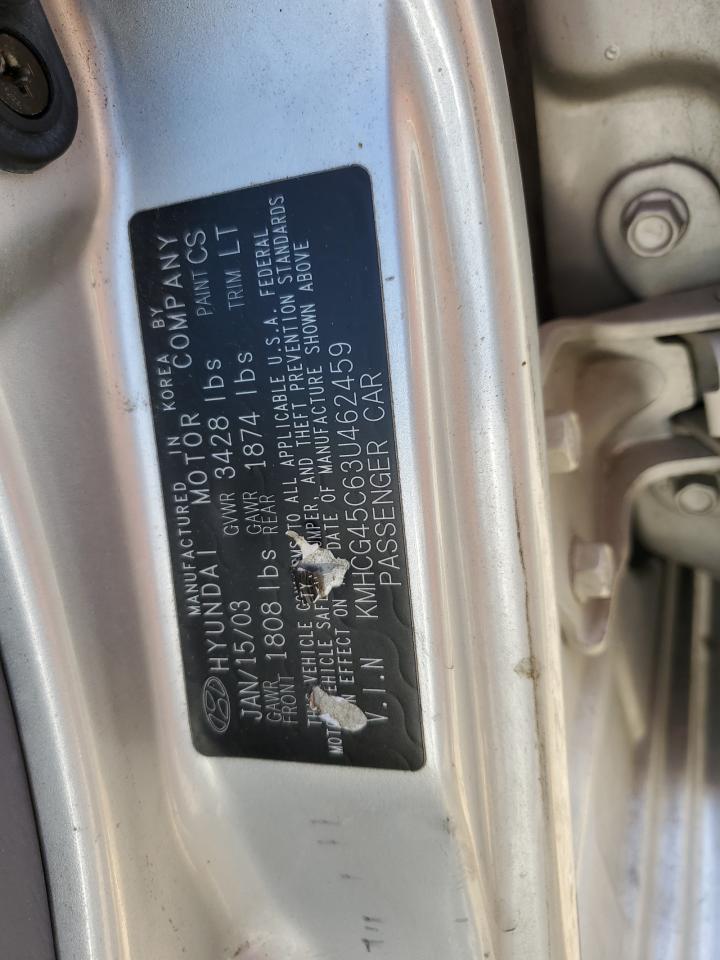 MANUFACTURED IN KOREA BY
HYUNDAI MOTOR COMPANY
JAN/15/03 GVWR 3428 lbs PAINT CS
GAWR FRONT 1808 lbs GAWR REAR 1874 lbs TRIM LT
VEHICLE TO ALL APPLICABLE U.S.A. FEDERAL
VEHICLE AND THEFT PREVENTION STANDARDS
IN EFFECT ON DATE OF MANUFACTURE SHOWN ABOVE
V.I.N KMHCG45C63U462459
PASSENGER CAR